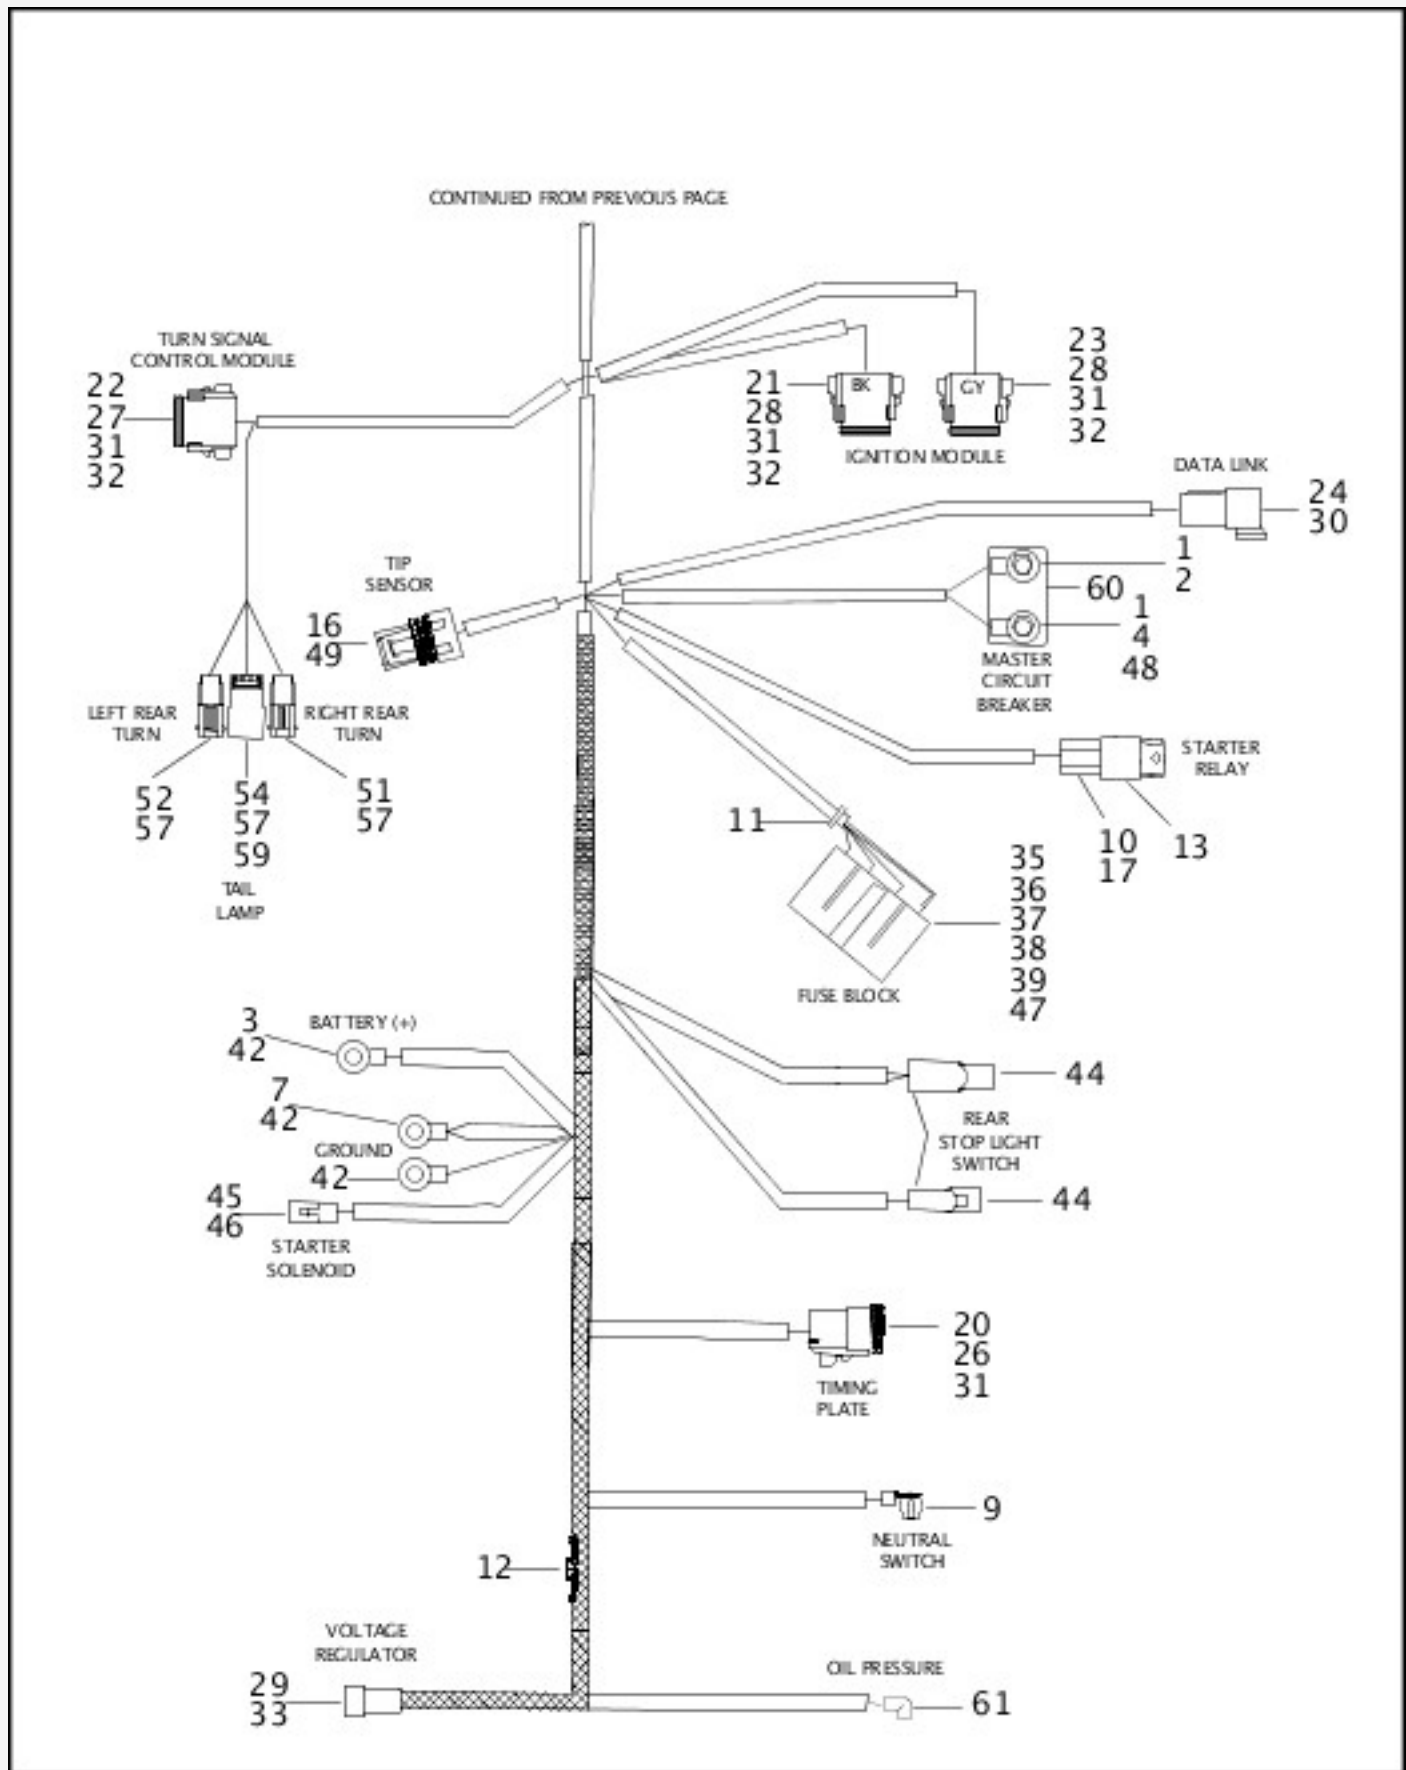 CONTINUED FROM PREVIOUS PAGE
TURN SIGNAL
CONTROL MODULE
22
27
31
32
21
28
31
32
BK
GY
23
28
31
32
IGNITION MODULE
DATA LINK
24
30
TIP
SENSOR
16
49
1
2
60
1
4
48
MASTER
CIRCUIT
BREAKER
LEFT REAR
TURN
RIGHT REAR
TURN
52
57
54
57
59
51
57
TAIL
LAMP
STARTER
RELAY
10
17
13
11
35
36
37
38
39
47
FUSE BLOCK
3
42
BATTERY (+)
7
42
GROUND
42
45
46
STARTER
SOLENOID
44
REAR
STOP LIGHT
SWITCH
44
20
26
31
TIMING
PLATE
9
NEUTRAL
SWITCH
12
VOLTAGE
REGULATOR
29
33
OIL PRESSURE
61